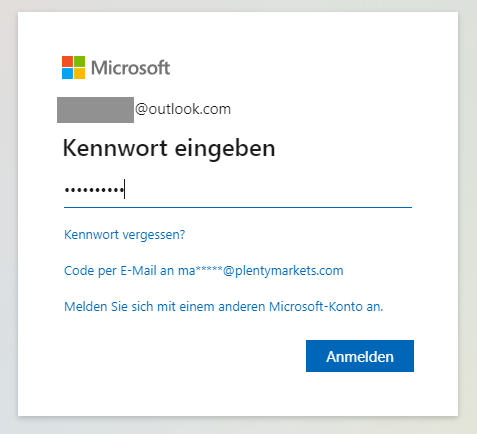 Microsoft
@outlook.com
Kennwort eingeben
••••••••••
Kennwort vergessen?
Code per E-Mail an ma*****@plentymarkets.com
Melden Sie sich mit einem anderen Microsoft-Konto an.
Anmelden